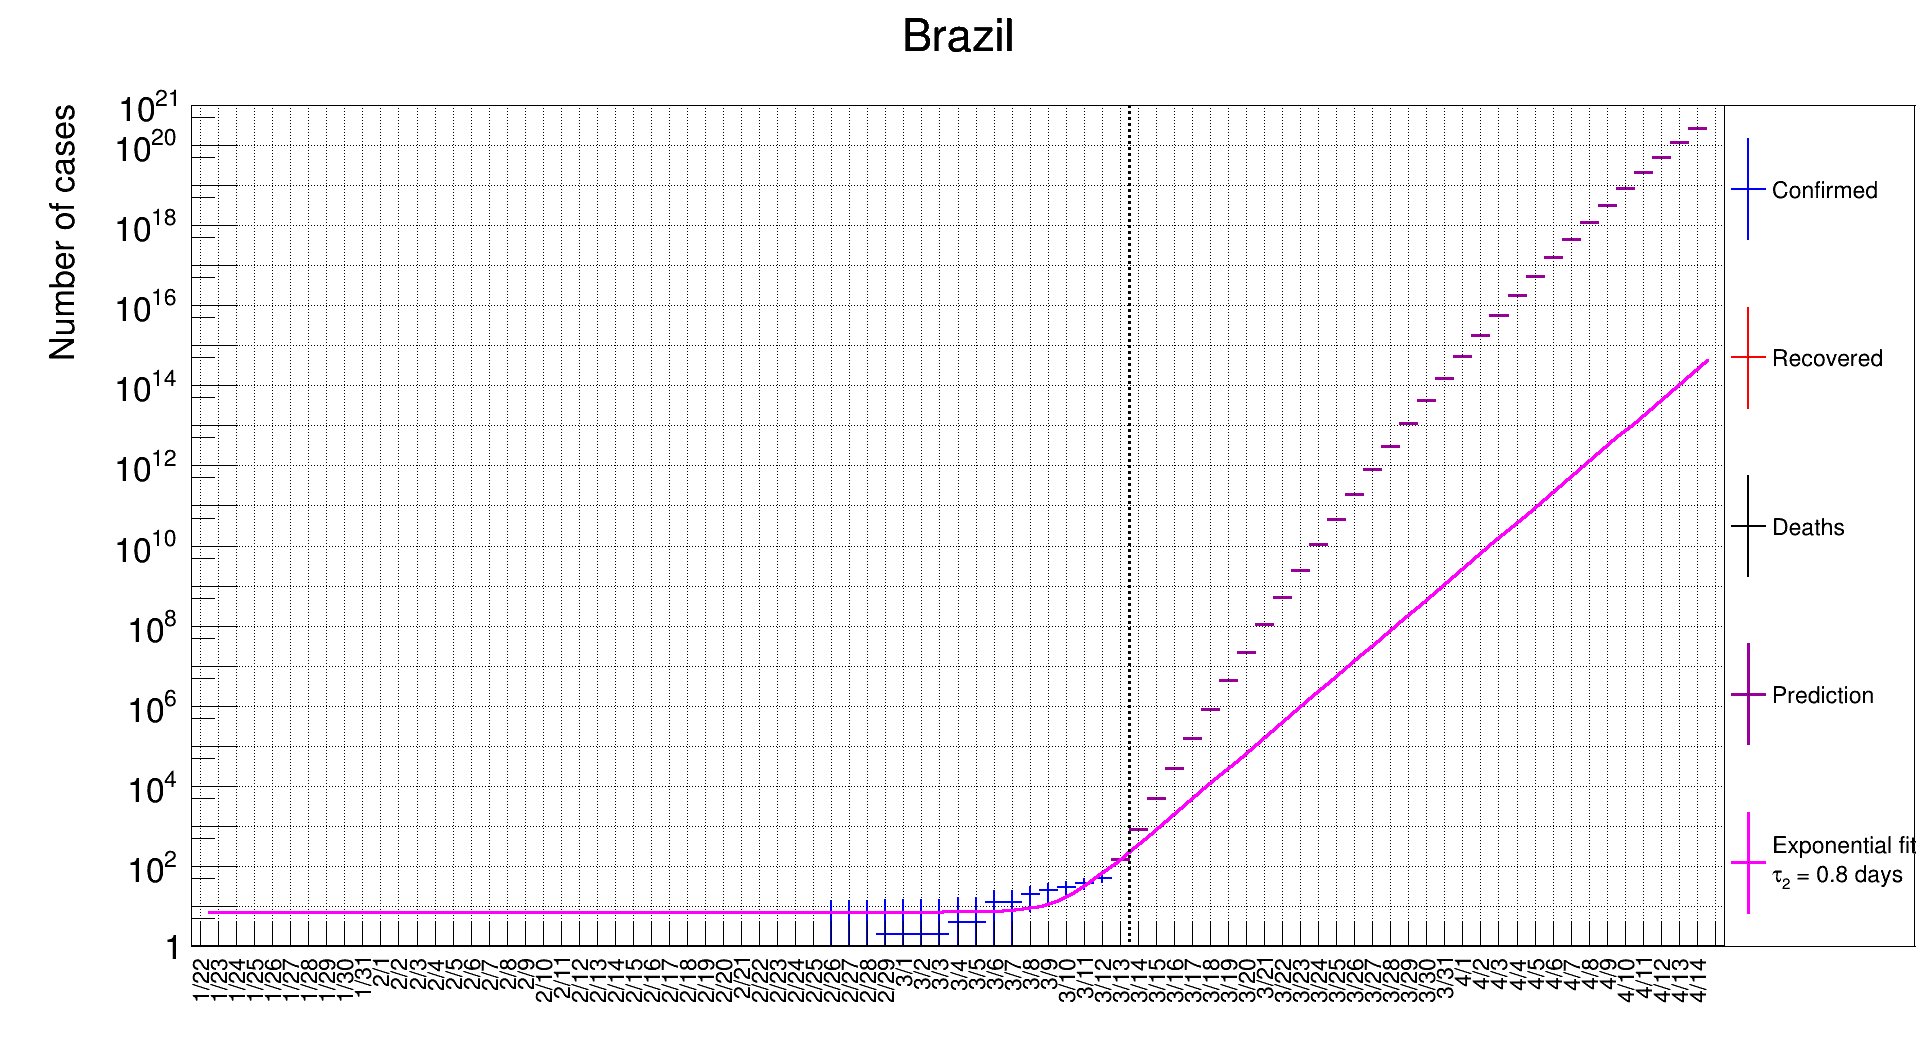 Brazil
Number of cases
10^21
10^20
10^18
10^16
10^14
10^12
10^10
10^8
10^6
10^4
10^2
1
1/22 1/23 1/24 1/25 1/26 1/27 1/28 1/29 1/30 1/31 2/1 2/2 2/3 2/4 2/5 2/6 2/7 2/8 2/9 2/10 2/11 2/12 2/13 2/14 2/15 2/16 2/17 2/18 2/19 2/20 2/21 2/22 2/23 2/24 2/25 2/26 2/27 2/28 2/29 3/1 3/2 3/3 3/4 3/5 3/6 3/7 3/8 3/9 3/10 3/11 3/12 3/13 3/14 3/15 3/16 3/17 3/18 3/19 3/20 3/21 3/22 3/23 3/24 3/25 3/26 3/27 3/28 3/29 3/30 3/31 4/1 4/2 4/3 4/4 4/5 4/6 4/7 4/8 4/9 4/10 4/11 4/12 4/13 4/14
Confirmed
Recovered
Deaths
Prediction
Exponential fit
τ₂ = 0.8 days